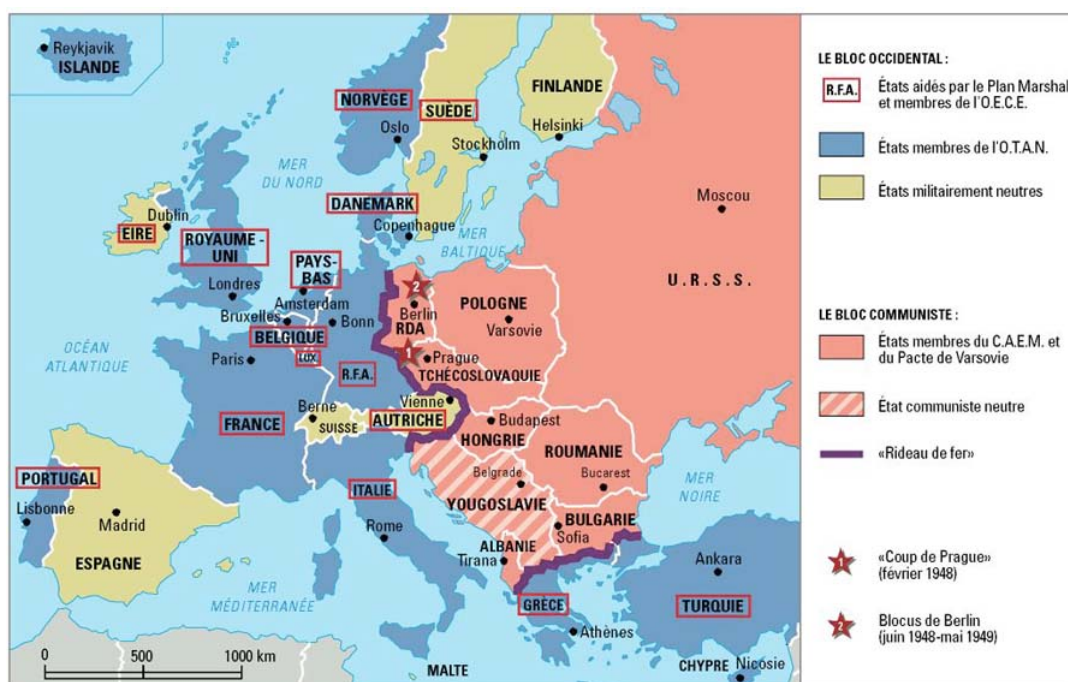 Reykjavik
ISLANDE
NORVÈGE
Oslo
SUÈDE
Stockholm
FINLANDE
Helsinki
MER
DU NORD
DANEMARK
Copenhague
MER
BALTIQUE
Moscou
U.R.S.S.
Dublin
EIRE
ROYAUME-
UNI
Londres
PAYS-
BAS
Amsterdam
Bruxelles
BELGIQUE
LUX.
Bonn
R.F.A.
2
Berlin
RDA
POLOGNE
Varsovie
1
Prague
TCHÉCOSLOVAQUIE
OCÉAN
ATLANTIQUE
Paris
FRANCE
Berne
SUISSE
Vienne
AUTRICHE
Budapest
HONGRIE
ROUMANIE
Bucarest
Belgrade
YOUGOSLAVIE
BULGARIE
Sofia
ALBANIE
Tirana
MER
NOIRE
PORTUGAL
Lisbonne
Madrid
ESPAGNE
ITALIE
Rome
MER
MÉDITERRANÉE
GRÈCE
Athènes
Ankara
TURQUIE
MALTE
CHYPRE
Nicosie
0 500 1000 km
LE BLOC OCCIDENTAL :
R.F.A.
États aidés par le Plan Marshal
et membres de l'O.E.C.E.
États membres de l'O.T.A.N.
États militairement neutres
LE BLOC COMMUNISTE :
États membres du C.A.E.M. et
du Pacte de Varsovie
État communiste neutre
«Rideau de fer»
1
«Coup de Prague»
(février 1948)
2
Blocus de Berlin
(juin 1948-mai 1949)